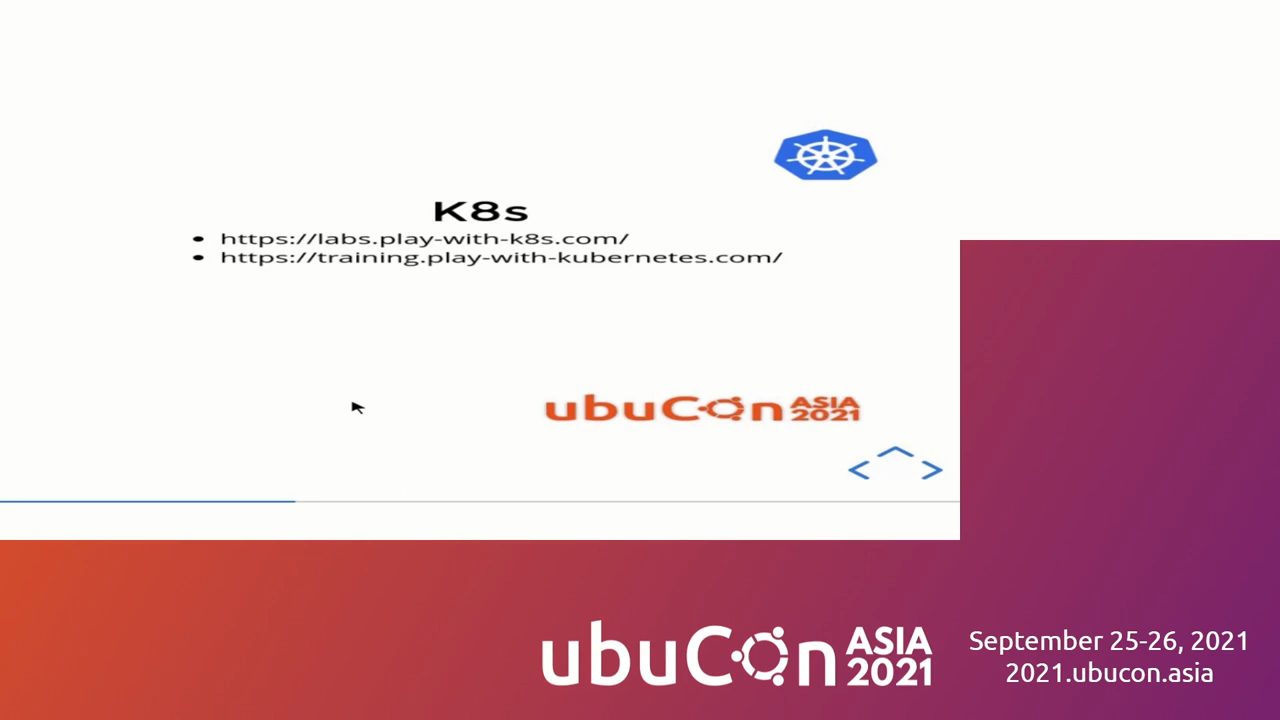 K8s
https://labs.play-with-k8s.com/
https://training.play-with-kubernetes.com/
ubuCon ASIA 2021
ubuCon ASIA 2021
September 25-26, 2021
2021.ubucon.asia